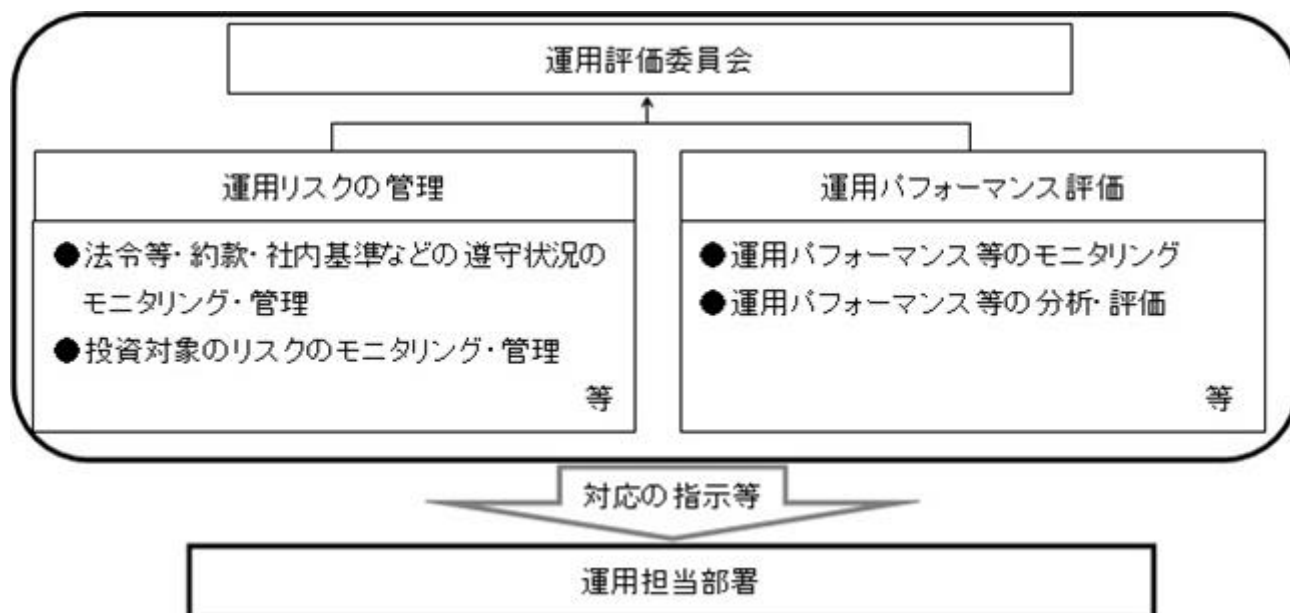 運用評価委員会
運用リスクの管理
●法令等・約款・社内基準などの遵守状況の
モニタリング・管理
●投資対象のリスクのモニタリング・管理
等
運用パフォーマンス評価
●運用パフォーマンス等のモニタリング
●運用パフォーマンス等の分析・評価
等
対応の指示等
運用担当部署